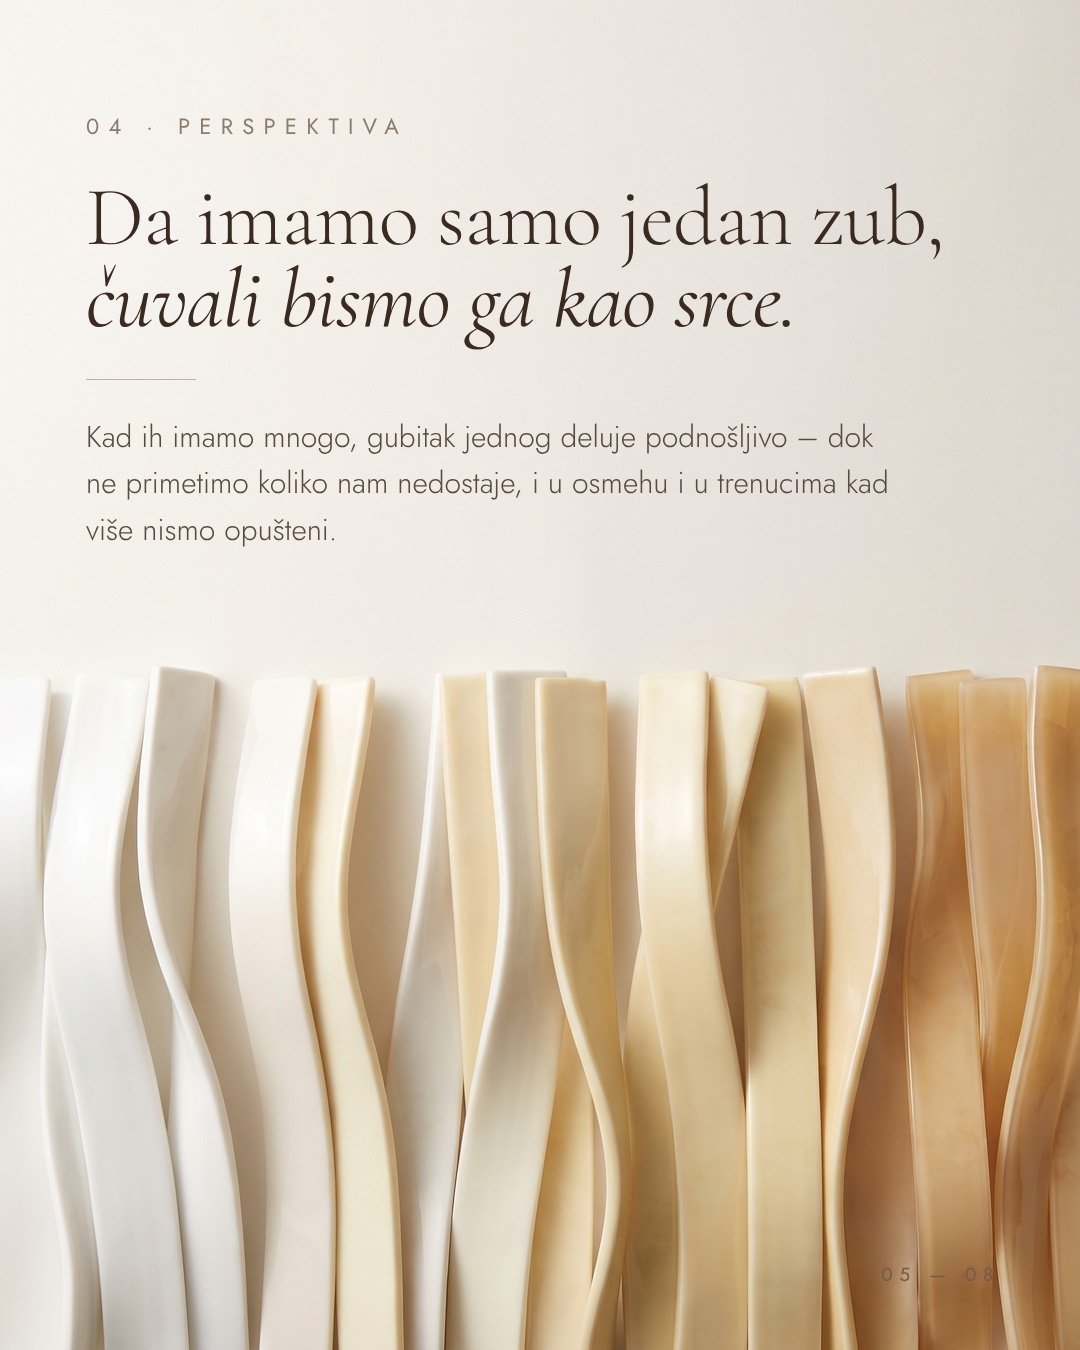 04 · PERSPEKTIVA
Da imamo samo jedan zub,
čuvali bismo ga kao srce.
Kad ih imamo mnogo, gubitak jednog deluje podnošljivo — dok
ne primetimo koliko nam nedostaje, i u osmehu i u trenucima kad
više nismo opušteni.
05 — 08